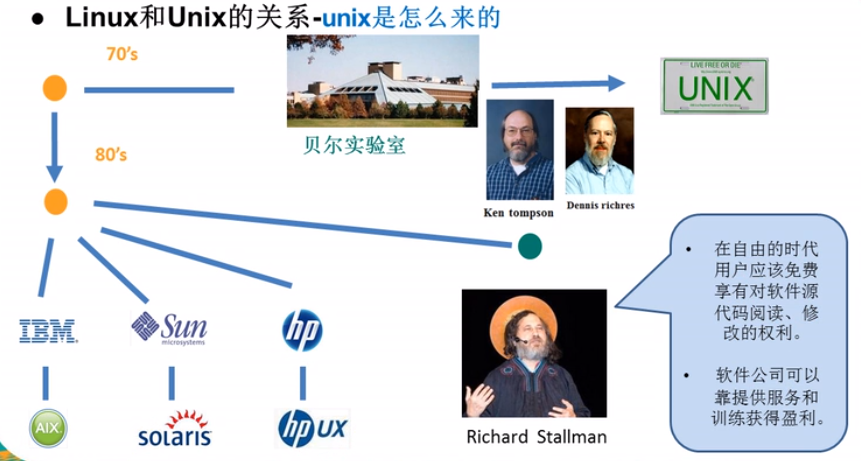 ● Linux和Unix的关系-unix是怎么来的
70's
贝尔实验室
LIVE FREE OR DIE
UNIX
80's
Ken tompson
Dennis richres
IBM
Sun
microsystems
hp
AIX
solaris
hp UX
Richard Stallman
• 在自由的时代
用户应该免费
享有对软件源
代码阅读、修
改的权利。
• 软件公司可以
靠提供服务和
训练获得盈利。